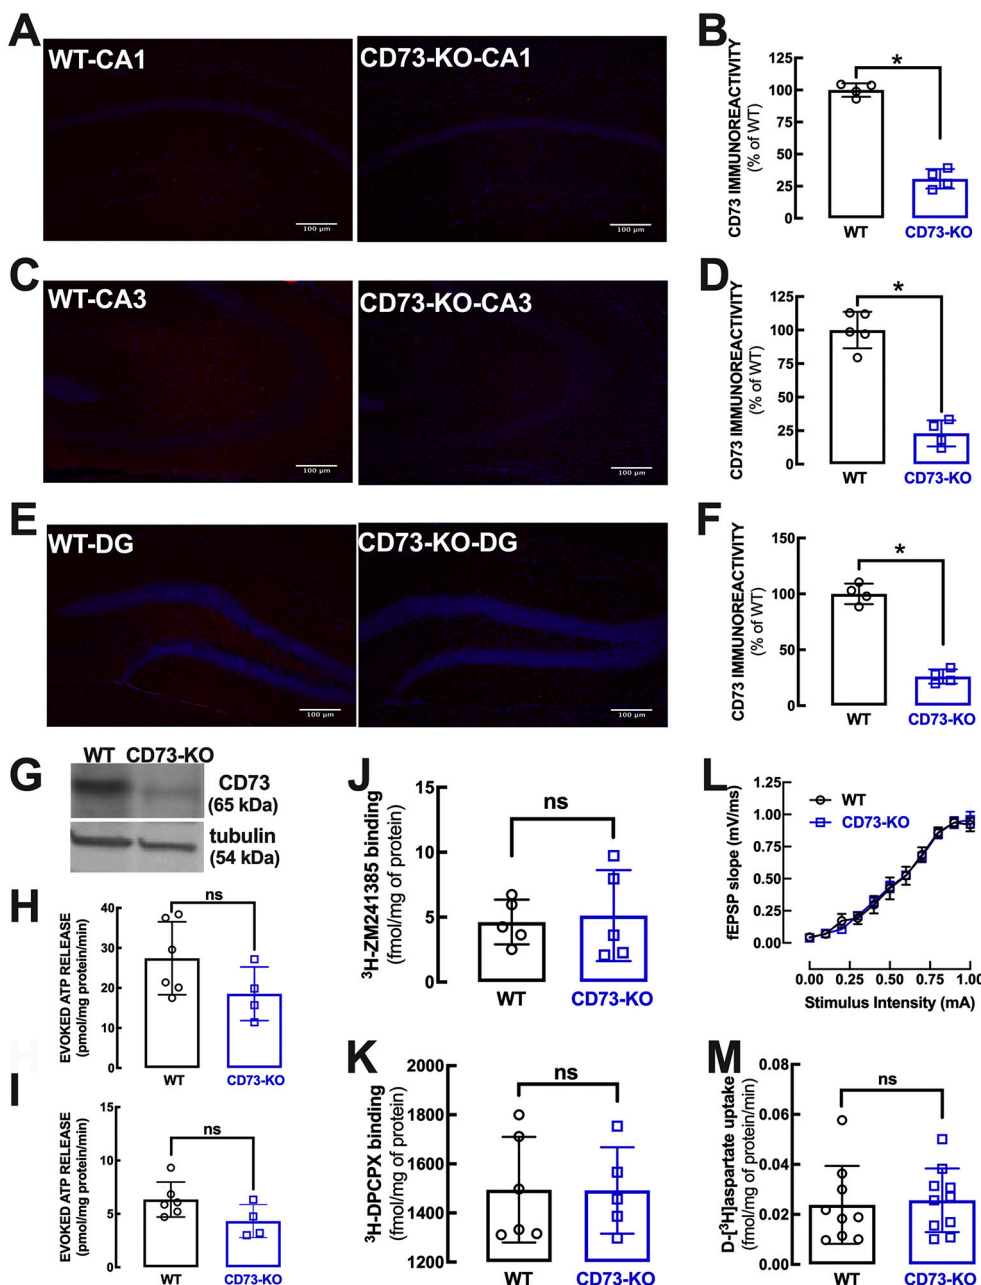 A
WT-CA1
100 µm
CD73-KO-CA1
100 µm
B
CD73 IMMUNOREACTIVITY
(% of WT)
125
100
75
50
25
0
*
WT
CD73-KO
C
WT-CA3
100 µm
CD73-KO-CA3
100 µm
D
CD73 IMMUNOREACTIVITY
(% of WT)
125
100
75
50
25
0
*
WT
CD73-KO
E
WT-DG
100 µm
CD73-KO-DG
100 µm
F
CD73 IMMUNOREACTIVITY
(% of WT)
150
100
50
0
*
WT
CD73-KO
G
WT CD73-KO
CD73
(65 kDa)
tubulin
(54 kDa)
H
EVOKED ATP RELEASE
(pmol/mg protein/min)
40
30
20
10
0
ns
WT
CD73-KO
H
I
EVOKED ATP RELEASE
(pmol/mg protein/min)
15
10
5
0
ns
WT
CD73-KO
J
³H-ZM241385 binding
(fmol/mg of protein)
15
10
5
0
ns
WT
CD73-KO
K
³H-DPCPX binding
(fmol/mg of protein)
2000
1800
1600
1400
1200
ns
WT
CD73-KO
L
fEPSP slope (mV/ms)
1.25
1.00
0.75
0.50
0.25
0.00
WT
CD73-KO
0.00 0.25 0.50 0.75 1.00
Stimulus Intensity (mA)
M
D-[³H]aspartate uptake
(fmol/mg of protein/min)
0.08
0.06
0.04
0.02
0.00
ns
WT
CD73-KO